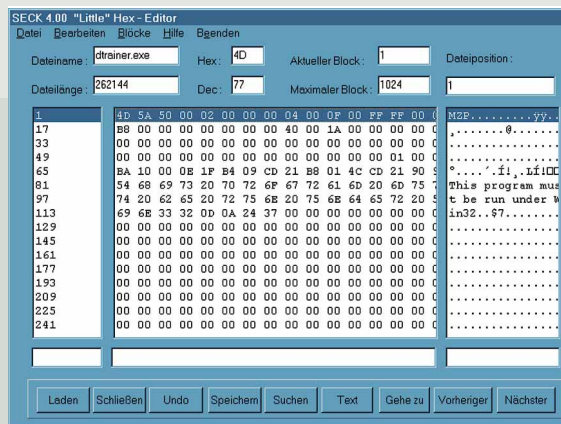 SECK 4.00 "Little" Hex - Editor
Datei Bearbeiten Blöcke Hilfe Beenden
Dateiname : dtrainer.exe Hex : 4D Aktueller Block : 1 Dateiposition :
Dateilänge : 262144 Dec : 77 Maximaler Block : 1024 1
1 4D 5A 50 00 02 00 00 00 04 00 0F 00 FF FF 00 MZP.........ÿÿ..
17 B8 00 00 00 00 00 00 00 40 00 1A 00 00 00 00 ¸.......@.......
33 00 00 00 00 00 00 00 00 00 00 00 00 00 00 00 ................
49 00 00 00 00 00 00 00 00 00 00 00 00 00 01 00 ................
65 BA 10 00 0E 1F B4 09 CD 21 B8 01 4C CD 21 90 º....´.Í!¸.LÍ!□□
81 54 68 69 73 20 70 72 6F 67 72 61 6D 20 6D 75 This program mus
97 74 20 62 65 20 72 75 6E 20 75 6E 64 65 72 20 t be run under W
113 69 6E 33 32 0D 0A 24 37 00 00 00 00 00 00 00 in32..$7........
129 00 00 00 00 00 00 00 00 00 00 00 00 00 00 00 ................
145 00 00 00 00 00 00 00 00 00 00 00 00 00 00 00 ................
161 00 00 00 00 00 00 00 00 00 00 00 00 00 00 00 ................
177 00 00 00 00 00 00 00 00 00 00 00 00 00 00 00 ................
193 00 00 00 00 00 00 00 00 00 00 00 00 00 00 00 ................
209 00 00 00 00 00 00 00 00 00 00 00 00 00 00 00 ................
225 00 00 00 00 00 00 00 00 00 00 00 00 00 00 00 ................
241 00 00 00 00 00 00 00 00 00 00 00 00 00 00 00 ................
Laden Schließen Undo Speichern Suchen Text Gehe zu Vorheriger Nächster